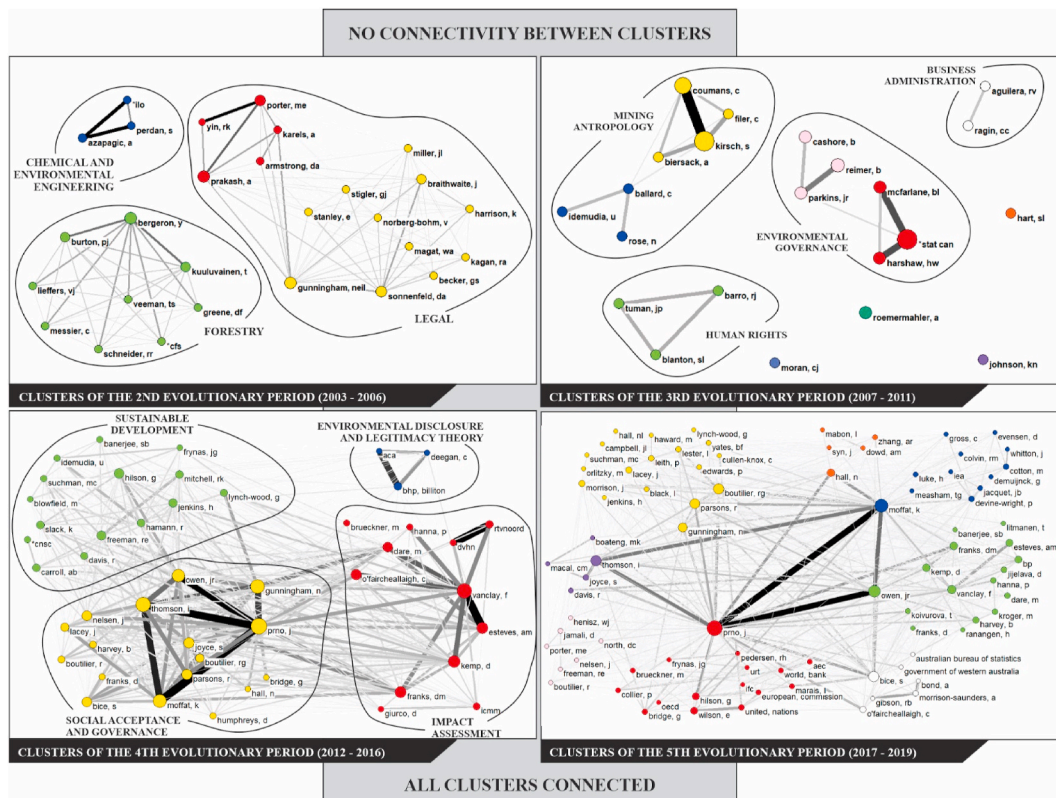 NO CONNECTIVITY BETWEEN CLUSTERS
*ilo
perdan, s
azapagic, a
CHEMICAL AND
ENVIRONMENTAL
ENGINEERING
porter, me
yin, rk
karels, a
armstrong, da
prakash, a
miller, jl
braithwaite, j
stigler, gj
stanley, e
norberg-bohm, v
harrison, k
magat, wa
kagan, ra
becker, gs
gunningham, neil
sonnenfeld, da
LEGAL
bergeron, y
burton, pj
kuuluvainen, t
lieffers, vj
veeman, ts
greene, df
messier, c
FORESTRY
*cfs
schneider, rr
CLUSTERS OF THE 2ND EVOLUTIONARY PERIOD (2003 - 2006)
BUSINESS
ADMINISTRATION
aguilera, rv
ragin, cc
coumans, c
MINING
ANTROPOLOGY
filer, c
kirsch, s
biersack, a
ballard, c
idemudia, u
rose, n
cashore, b
reimer, b
parkins, jr
mcfarlane, bl
*stat can
harshaw, hw
ENVIRONMENTAL
GOVERNANCE
hart, sl
barro, rj
tuman, jp
HUMAN RIGHTS
blanton, sl
roemermahler, a
moran, cj
johnson, kn
CLUSTERS OF THE 3RD EVOLUTIONARY PERIOD (2007 - 2011)
SUSTAINABLE
DEVELOPMENT
banerjee, sb
frynas, jg
idemudia, u
hilson, g
mitchell, rk
suchman, mc
lynch-wood, g
blowfield, m
jenkins, h
slack, k
hamann, r
freeman, re
*cnsc
davis, r
carroll, ab
ENVIRONMENTAL DISCLOSURE
AND LEGITIMACY THEORY
aca
deegan, c
bhp, billiton
brueckner, m
hanna, p
rtvnoord
dare, m
dvhn
o'faircheallaigh, c
vanclay, f
esteves, am
kemp, d
franks, dm
giurco, d
icmm
IMPACT
ASSESSMENT
owen, jr
gunningham, n
thomson, i
nelsen, j
prno, j
lacey, j
joyce, s
harvey, b
boutilier, rg
boutilier, r
parsons, r
bridge, g
franks, d
hall, n
bice, s
moffat, k
humphreys, d
SOCIAL ACCEPTANCE
AND GOVERNANCE
CLUSTERS OF THE 4TH EVOLUTIONARY PERIOD (2012 - 2016)
hall, nl
lynch-wood, g
haward, m
campbell, jl
lester, l
yates, bf
suchman, mc
cullen-knox, c
leith, p
orlitzky, m
lacey, j
edwards, p
morrison, j
black, l
boutilier, rg
jenkins, h
parsons, r
gunningham, n
mabon, l
zhang, ar
syn, j
dowd, am
hall, n
gross, c
evensen, d
colvin, rm
whitton, j
cotton, m
luke, h
iea
demuijnck, g
measham, tg
jacquet, jb
devine-wright, p
moffat, k
boateng, mk
macal, cm
thomson, i
joyce, s
davis, r
litmanen, t
banerjee, sb
esteves, am
franks, dm
bp
kemp, d
jijelava, d
hanna, p
vanclay, f
dare, m
owen, jr
koivurova, t
kroger, m
harvey, b
franks, d
ranangen, h
prno, j
henisz, wj
jamali, d
north, dc
porter, me
nelsen, j
freeman, re
boutilier, r
frynas, jg
pedersen, rh
aec
brueckner, m
urt
world, bank
collier, p
ifc
marais, l
oecd
hilson, g
european, commission
bridge, g
wilson, e
united, nations
australian bureau of statistics
government of western australia
bice, s
bond, a
gibson, rb
morrison-saunders, a
o'faircheallaigh, c
CLUSTERS OF THE 5TH EVOLUTIONARY PERIOD (2017 - 2019)
ALL CLUSTERS CONNECTED